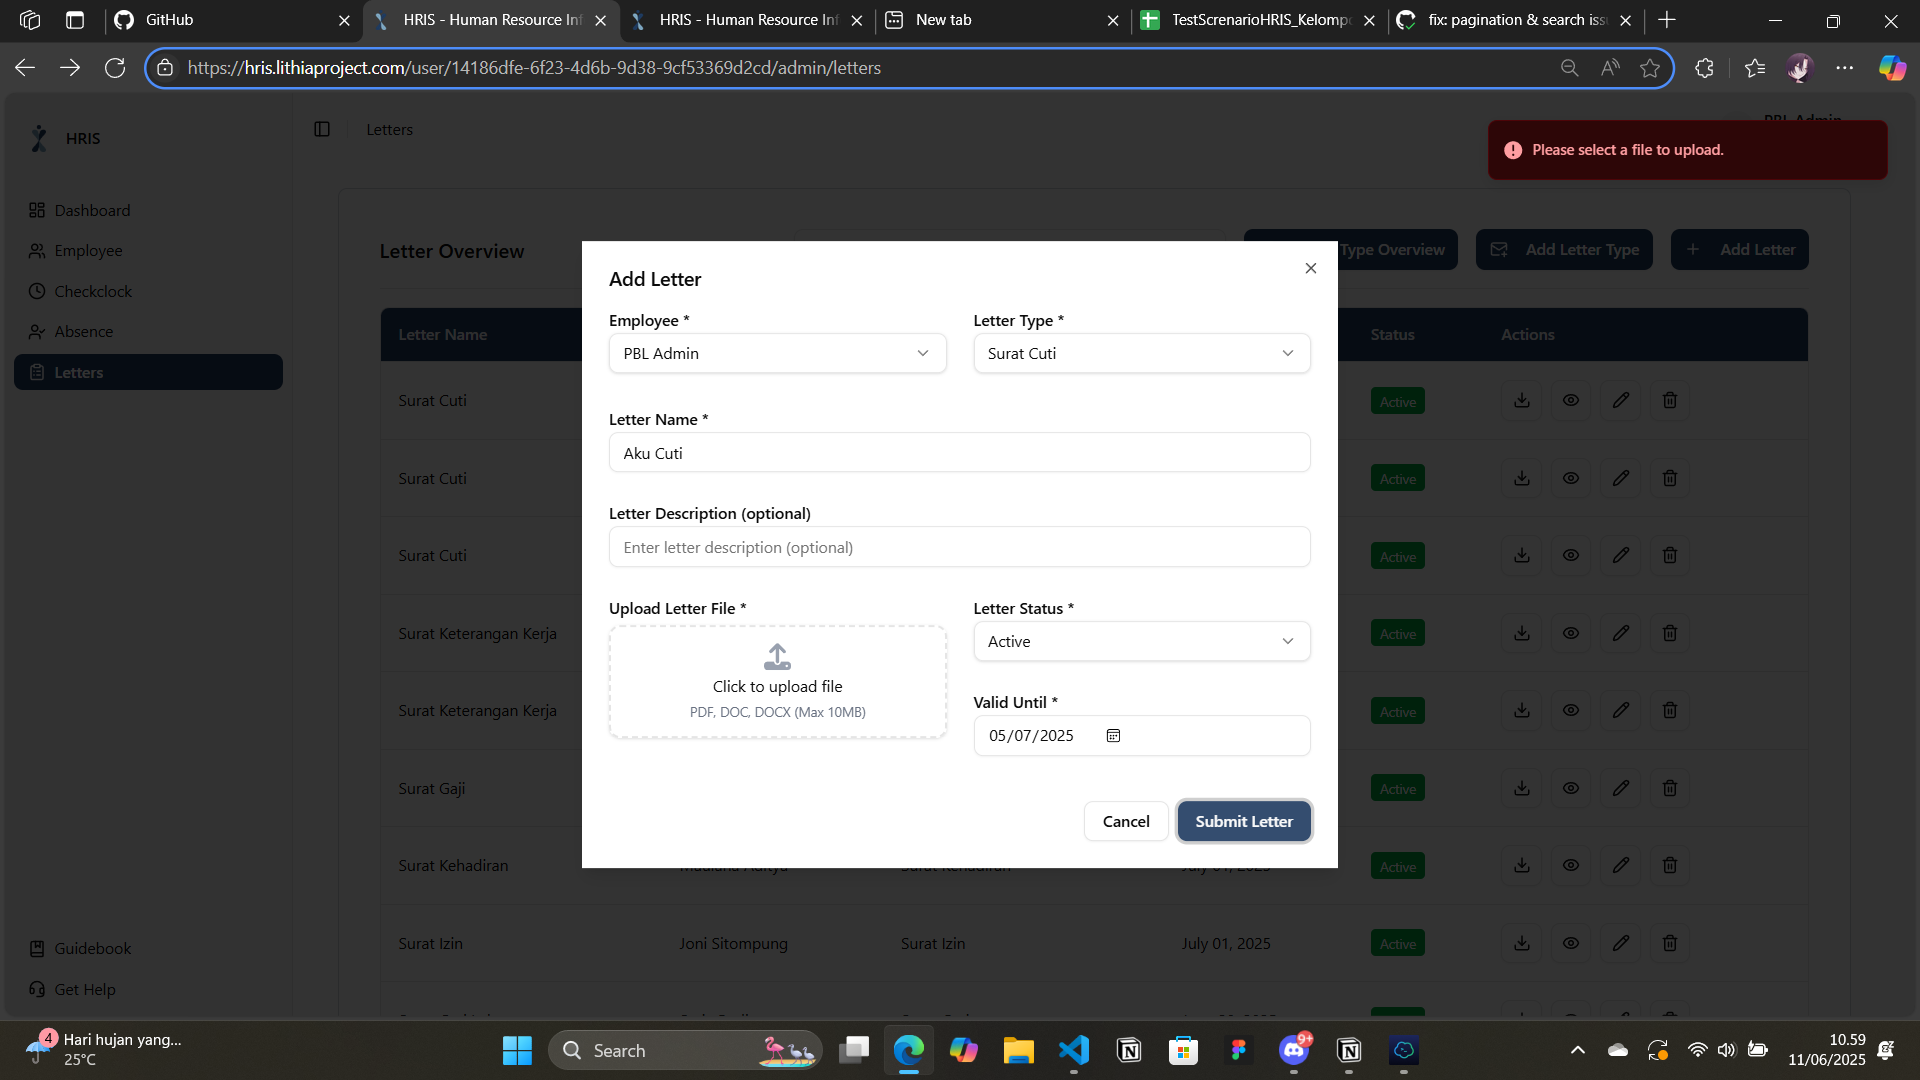 GitHub
HRIS - Human Resource Inf
HRIS - Human Resource Inf
New tab
TestScrenarioHRIS_Kelompo
fix: pagination & search iss
https://hris.lithiaproject.com/user/14186dfe-6f23-4d6b-9d38-9cf53369d2cd/admin/letters
HRIS
Letters
PBL Admin
Please select a file to upload.
Dashboard
Employee
Checkclock
Absence
Letters
Guidebook
Get Help
Letter Overview
Type Overview
Add Letter Type
Add Letter
Letter Name
Status
Actions
Surat Cuti
Active
Surat Cuti
Active
Surat Cuti
Active
Surat Keterangan Kerja
Active
Surat Keterangan Kerja
Active
Surat Gaji
Active
Surat Kehadiran
Active
Surat Izin
Joni Sitompung
Surat Izin
July 01, 2025
Active
Add Letter
Employee *
PBL Admin
Letter Type *
Surat Cuti
Letter Name *
Aku Cuti
Letter Description (optional)
Enter letter description (optional)
Upload Letter File *
Click to upload file
PDF, DOC, DOCX (Max 10MB)
Letter Status *
Active
Valid Until *
05/07/2025
Cancel
Submit Letter
4
Hari hujan yang...
25°C
Search
9+
10.59
11/06/2025